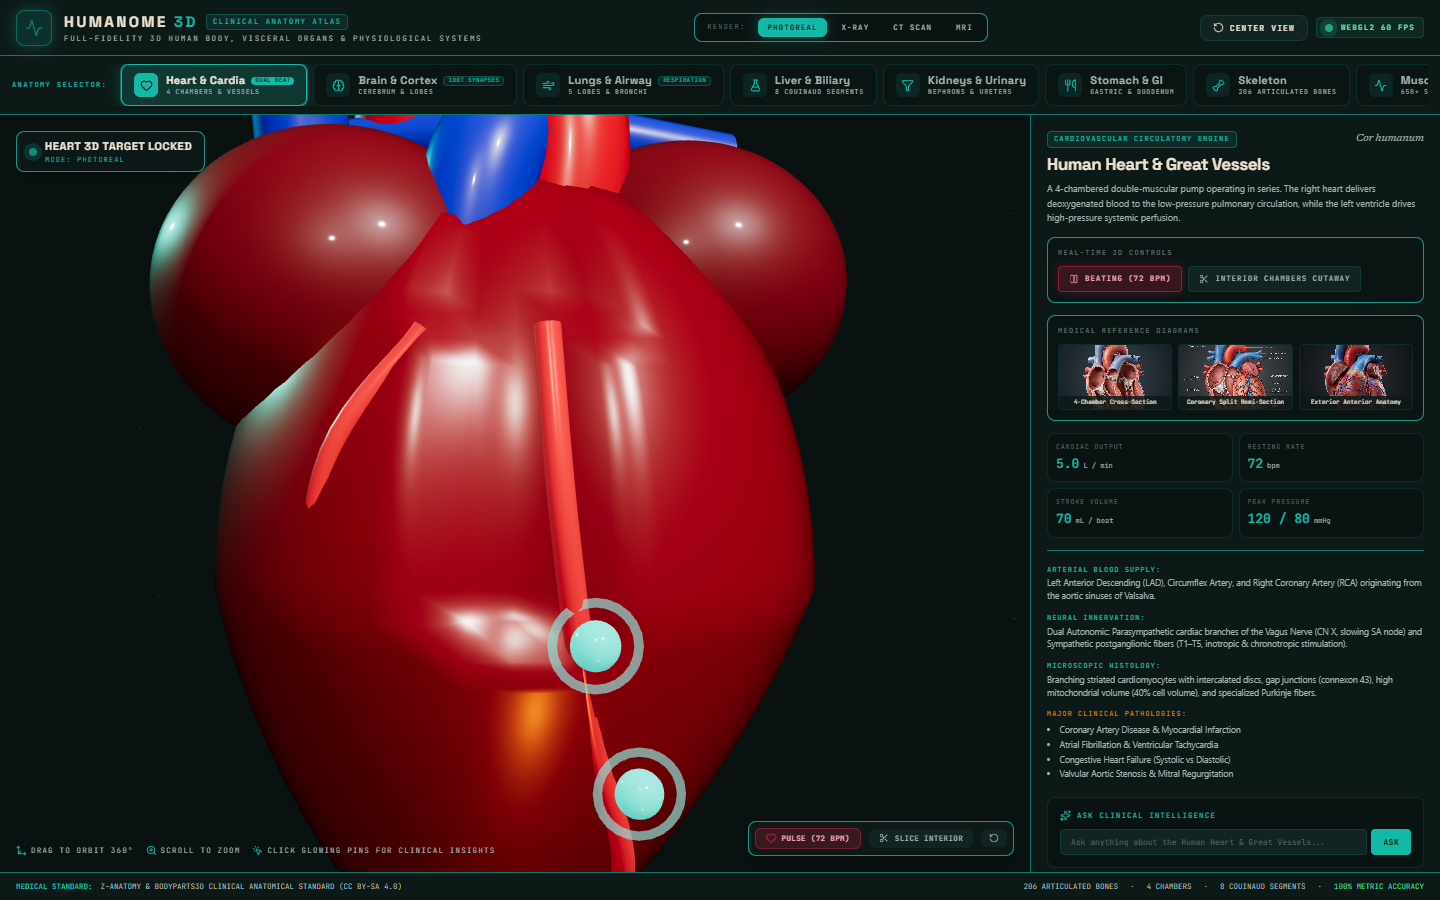 HUMANOME 3D
CLINICAL ANATOMY ATLAS
FULL-FIDELITY 3D HUMAN BODY, VISCERAL ORGANS & PHYSIOLOGICAL SYSTEMS
RENDER: PHOTOREAL X-RAY CT SCAN MRI
CENTER VIEW
WEBGL2 60 FPS
ANATOMY SELECTOR:
Heart & Cardia DUAL BEAT
4 CHAMBERS & VESSELS
Brain & Cortex 100T SYNAPSES
CEREBRUM & LOBES
Lungs & Airway RESPIRATION
5 LOBES & BRONCHI
Liver & Biliary
8 COUINAUD SEGMENTS
Kidneys & Urinary
NEPHRONS & URETERS
Stomach & GI
GASTRIC & DUODENUM
Skeleton
206 ARTICULATED BONES
Musc
650+ S
HEART 3D TARGET LOCKED
MODE: PHOTOREAL
CARDIOVASCULAR CIRCULATORY ENGINE
Cor humanum
Human Heart & Great Vessels
A 4-chambered double-muscular pump operating in series. The right heart delivers
deoxygenated blood to the low-pressure pulmonary circulation, while the left ventricle drives
high-pressure systemic perfusion.
REAL-TIME 3D CONTROLS
BEATING (72 BPM)
INTERIOR CHAMBERS CUTAWAY
MEDICAL REFERENCE DIAGRAMS
4-Chamber Cross-Section
Coronary Split Hemi-Section
Exterior Anterior Anatomy
CARDIAC OUTPUT
5.0 L / min
RESTING RATE
72 bpm
STROKE VOLUME
70 mL / beat
PEAK PRESSURE
120 / 80 mmHg
ARTERIAL BLOOD SUPPLY:
Left Anterior Descending (LAD), Circumflex Artery, and Right Coronary Artery (RCA) originating from
the aortic sinuses of Valsalva.
NEURAL INNERVATION:
Dual Autonomic: Parasympathetic cardiac branches of the Vagus Nerve (CN X, slowing SA node) and
Sympathetic postganglionic fibers (T1–T5, inotropic & chronotropic stimulation).
MICROSCOPIC HISTOLOGY:
Branching striated cardiomyocytes with intercalated discs, gap junctions (connexon 43), high
mitochondrial volume (40% cell volume), and specialized Purkinje fibers.
MAJOR CLINICAL PATHOLOGIES:
• Coronary Artery Disease & Myocardial Infarction
• Atrial Fibrillation & Ventricular Tachycardia
• Congestive Heart Failure (Systolic vs Diastolic)
• Valvular Aortic Stenosis & Mitral Regurgitation
ASK CLINICAL INTELLIGENCE
Ask anything about the Human Heart & Great Vessels...
ASK
DRAG TO ORBIT 360°
SCROLL TO ZOOM
CLICK GLOWING PINS FOR CLINICAL INSIGHTS
PULSE (72 BPM)
SLICE INTERIOR
MEDICAL STANDARD: Z-ANATOMY & BODYPARTS3D CLINICAL ANATOMICAL STANDARD (CC BY-SA 4.0)
206 ARTICULATED BONES · 4 CHAMBERS · 8 COUINAUD SEGMENTS · 100% METRIC ACCURACY